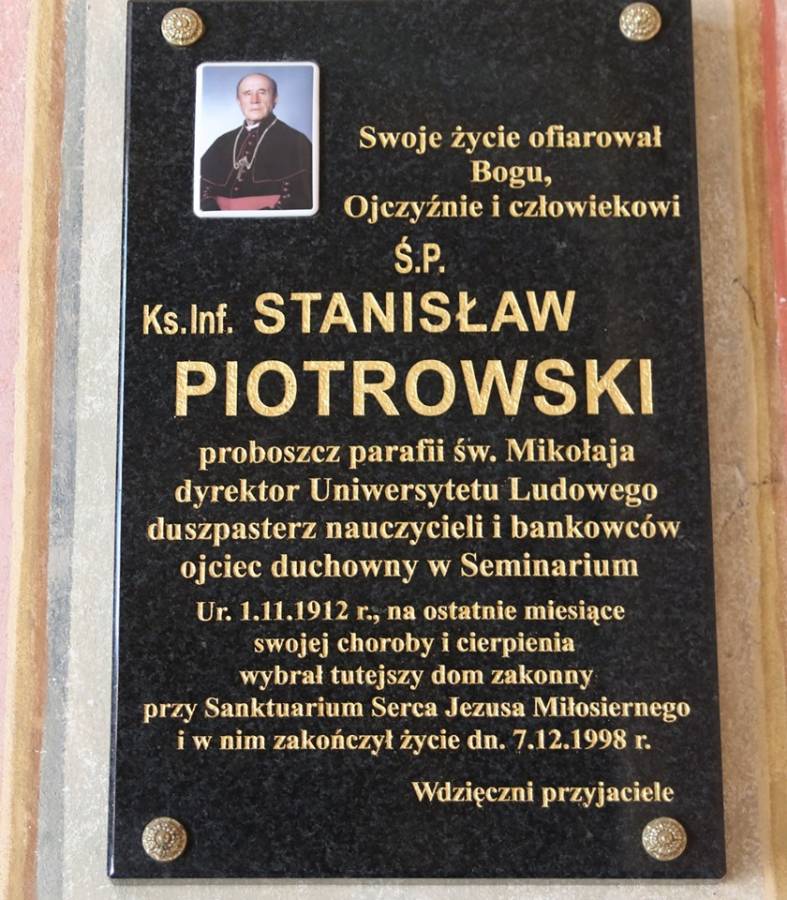 Swoje życie ofiarował
Bogu,
Ojczyźnie i człowiekowi
Ś.P.
Ks.Inf. STANISŁAW
PIOTROWSKI
proboszcz parafii św. Mikołaja
dyrektor Uniwersytetu Ludowego
duszpasterz nauczycieli i bankowców
ojciec duchowny w Seminarium
Ur. 1.11.1912 r., na ostatnie miesiące
swojej choroby i cierpienia
wybrał tutejszy dom zakonny
przy Sanktuarium Serca Jezusa Miłosiernego
i w nim zakończył życie dn. 7.12.1998 r.
Wdzięczni przyjaciele